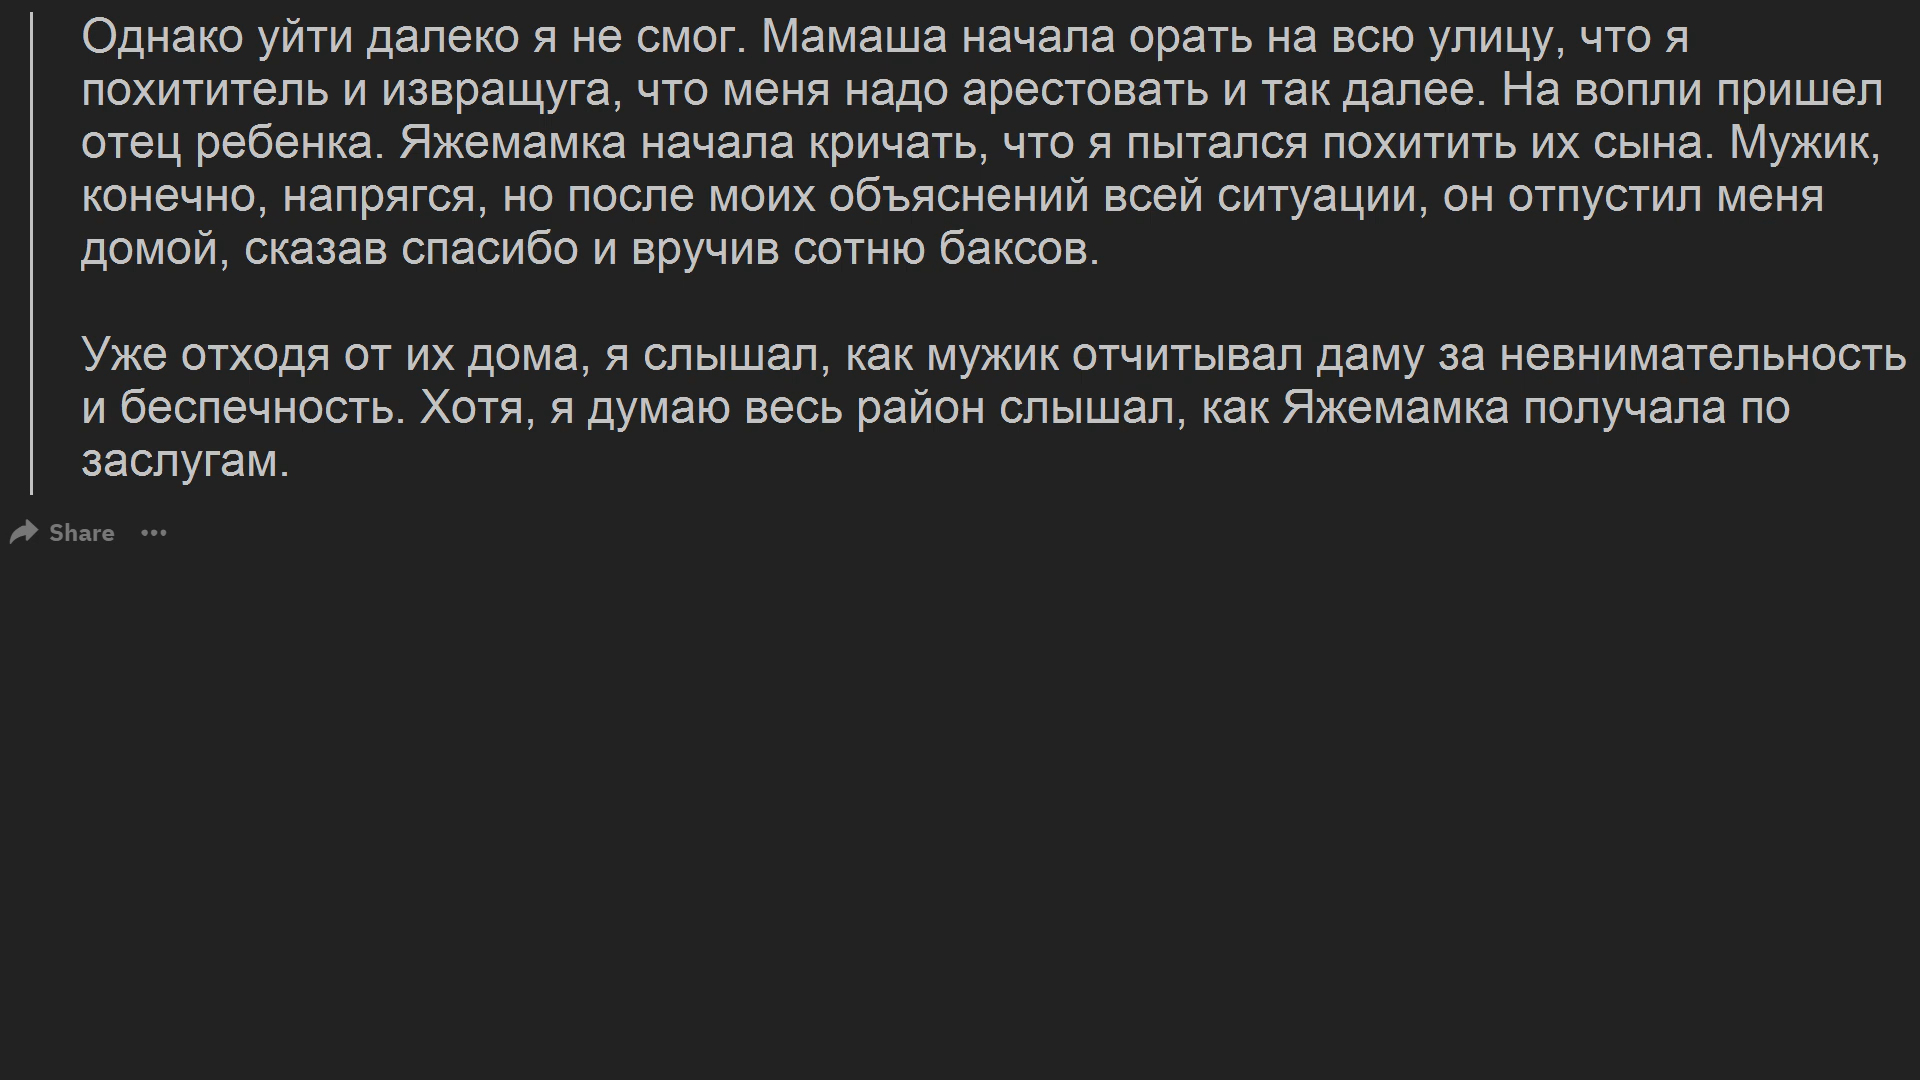 Однако уйти далеко я не смог. Мамаша начала орать на всю улицу, что я
похититель и извращуга, что меня надо арестовать и так далее. На вопли пришел
отец ребенка. Яжемамка начала кричать, что я пытался похитить их сына. Мужик,
конечно, напрягся, но после моих объяснений всей ситуации, он отпустил меня
домой, сказав спасибо и вручив сотню баксов.
Уже отходя от их дома, я слышал, как мужик отчитывал даму за невнимательность
и беспечность. Хотя, я думаю весь район слышал, как Яжемамка получала по
заслугам.
Share ...